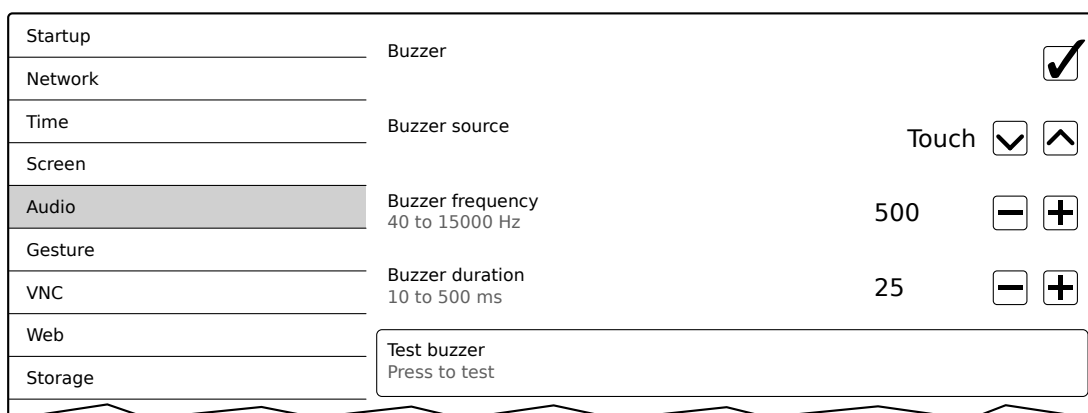 Startup
Network
Time
Screen
Audio
Gesture
VNC
Web
Storage
Buzzer
Buzzer source
Touch
Buzzer frequency
40 to 15000 Hz
500
Buzzer duration
10 to 500 ms
25
Test buzzer
Press to test